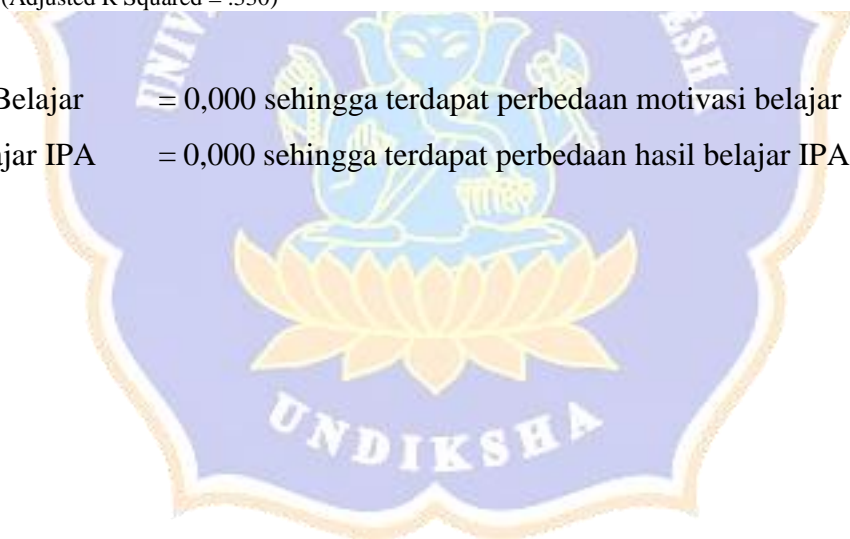 (Adjusted R Squared = .330)
Belajar = 0,000 sehingga terdapat perbedaan motivasi belajar
ajar IPA = 0,000 sehingga terdapat perbedaan hasil belajar IPA
UNDIKSHA